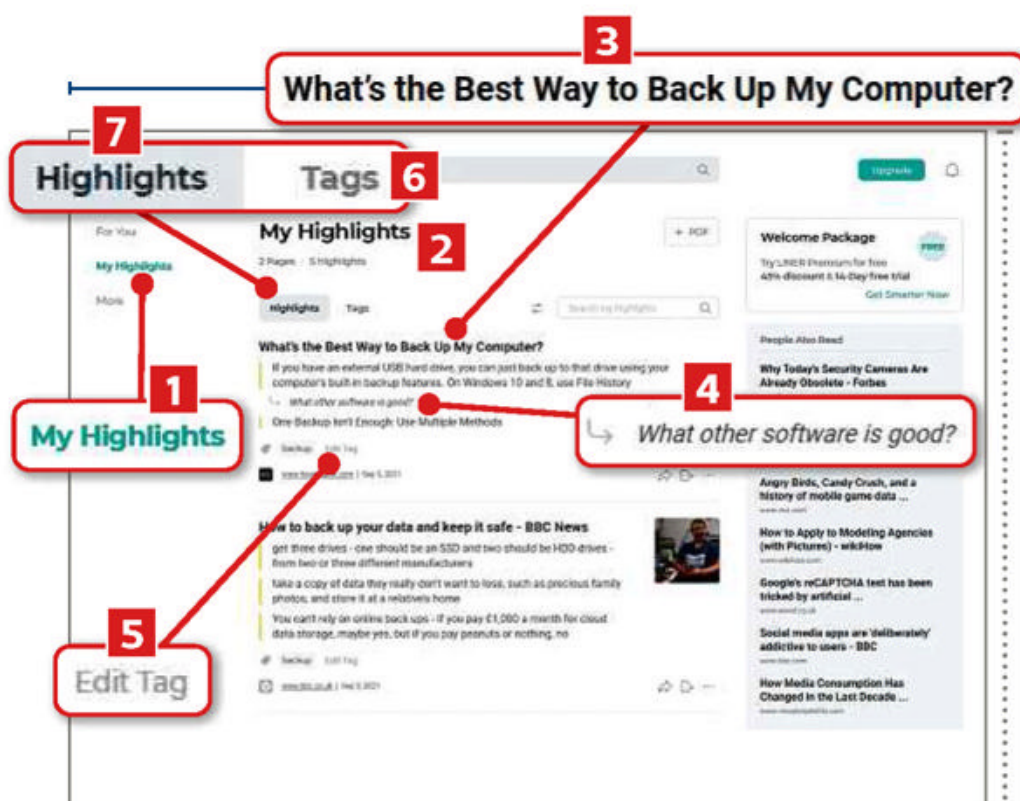 3
What's the Best Way to Back Up My Computer?
7
Highlights
Tags
6
Upgrade
For You
My Highlights
More
My Highlights
2
2 Pages · 5 Highlights
+ PDF
Highlights
Tags
Search my highlights
What's the Best Way to Back Up My Computer?
If you have an external USB hard drive, you can just back up to that drive using your
computer's built-in backup features. On Windows 10 and 8, use File History
What other software is good?
One Backup Isn't Enough: Use Multiple Methods
backup Edit Tag
| Sep 5, 2021
1
My Highlights
4
What other software is good?
How to back up your data and keep it safe - BBC News
get three drives - one should be an SSD and two should be HDD drives -
from two or three different manufacturers
take a copy of data they really don't want to lose, such as precious family
photos, and store it at a relatives home
You can't rely on online back ups - if you pay £1,000 a month for cloud
data storage, maybe yes, but if you pay peanuts or nothing, no
backup Edit Tag
www.bbc.co.uk | Sep 5, 2021
5
Edit Tag
Welcome Package
FREE
Try LINER Premium for free
45% discount & 14-Day free trial
Get Smarter Now
People Also Read
Why Today's Security Cameras Are
Already Obsolete - Forbes
Angry Birds, Candy Crush, and a
history of mobile game data ...
How to Apply to Modeling Agencies
(with Pictures) - wikiHow
www.wikihow.com
Google's reCAPTCHA test has been
tricked by artificial ...
www.wired.co.uk
Social media apps are 'deliberately'
addictive to users - BBC
www.bbc.com
How Media Consumption Has
Changed in the Last Decade ...